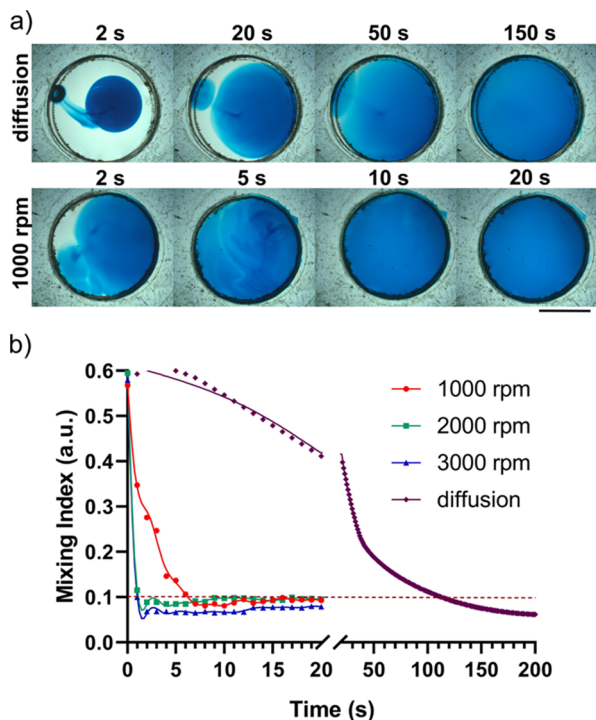 a)
2 s 20 s 50 s 150 s
diffusion
2 s 5 s 10 s 20 s
1000 rpm
b)
0.6
0.5
0.4
0.3
0.2
0.1
0.0
Mixing Index (a.u.)
1000 rpm
2000 rpm
3000 rpm
diffusion
0 5 10 15 20 50 100 150 200
Time (s)